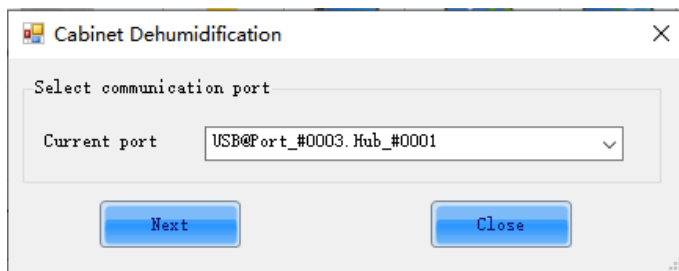 Cabinet Dehumidification
Select communication port
Current port USB@Port_#0003.Hub_#0001
Next Close